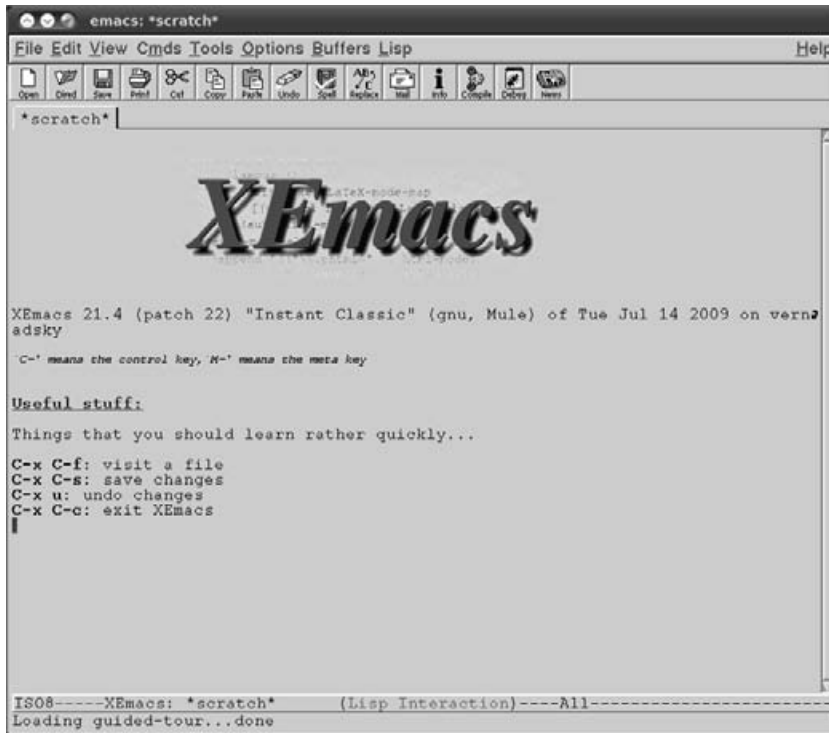 emacs: *scratch*
File Edit View Cmds Tools Options Buffers Lisp Help
Open Dired Save Print Cut Copy Paste Undo Spell Replace Mail Info Compile Debug News
*scratch*
LaTeX-mode-map
XEmacs
XEmacs 21.4 (patch 22) "Instant Classic" (gnu, Mule) of Tue Jul 14 2009 on vern
adsky
`C-' means the control key, `M-' means the meta key
Useful stuff:
Things that you should learn rather quickly...
C-x C-f: visit a file
C-x C-s: save changes
C-x u: undo changes
C-x C-c: exit XEmacs
ISO8-----XEmacs: *scratch* (Lisp Interaction)----All------------------------
Loading guided-tour...done